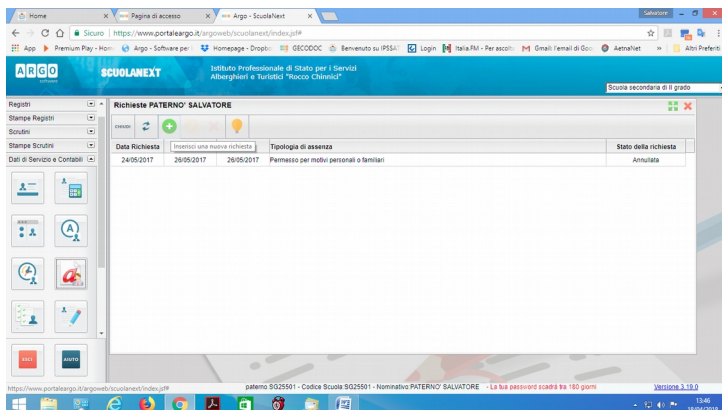 Home
Pagina di accesso
Argo - ScuolaNext
Salvatore
Sicuro
https://www.portaleargo.it/argoweb/scuolanext/index.jsf#
App
Premium Play - Hom
Argo - Software per l
Homepage - Dropbo
GECODOC
Benvenuto su IPSSAT
Login
Italia.FM - Per ascolta
M Gmail: l'email di Goo
AetnaNet
»
Altri Preferiti
ARGO
software
SCUOLANEXT
Istituto Professionale di Stato per i Servizi
Alberghieri e Turistici "Rocco Chinnici"
Scuola secondaria di II grado
Registri
Stampe Registri
Scrutini
Stampe Scrutini
Dati di Servizio e Contabili
Richieste PATERNO' SALVATORE
CHIUDI
Data Richiesta
Inserisci una nuova richiesta
Tipologia di assenza
Stato della richiesta
24/05/2017
26/05/2017
26/05/2017
Permesso per motivi personali o familiari
Annullata
ESCI
AIUTO
https://www.portaleargo.it/argoweb/scuolanext/index.jsf#
paterno.SG25501 - Codice Scuola:SG25501 - Nominativo:PATERNO' SALVATORE - La tua password scadrà tra 180 giorni
Versione 3.19.0
13:46
18/04/2018